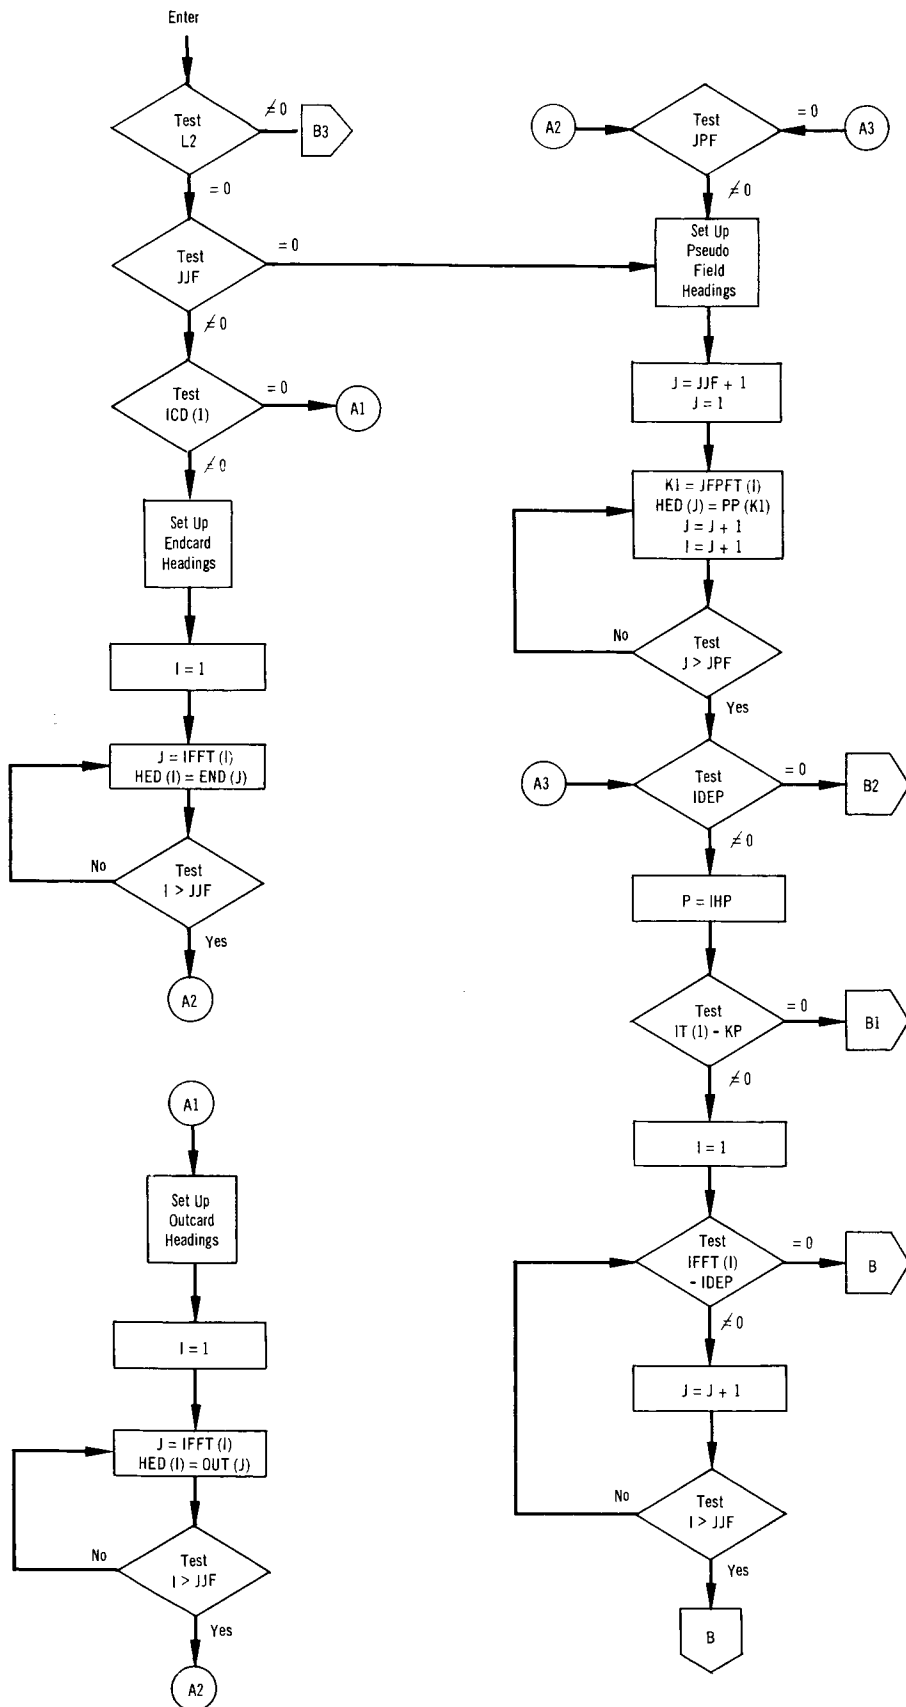 Enter
Test
L2
≠0
B3
= 0
Test
JJF
= 0
≠0
Test
ICD (1)
= 0
A1
≠0
Set Up
Endcard
Headings
I = 1
J = IFFT (I)
HED (I) = END (J)
No
Test
I > JJF
Yes
A2
A1
Set Up
Outcard
Headings
I = 1
J = IFFT (I)
HED (I) = OUT (J)
No
Test
I > JJF
Yes
A2
A2
Test
JPF
= 0
A3
≠0
Set Up
Pseudo
Field
Headings
J = JJF + 1
J = 1
K1 = JFPFT (I)
HED (J) = PP (K1)
J = J + 1
I = J + 1
No
Test
J > JPF
Yes
A3
Test
IDEP
= 0
B2
≠0
P = IHP
Test
IT (1) - KP
= 0
B1
≠0
I = 1
Test
IFFT (I)
- IDEP
= 0
B
≠0
J = J + 1
No
Test
I > JJF
Yes
B